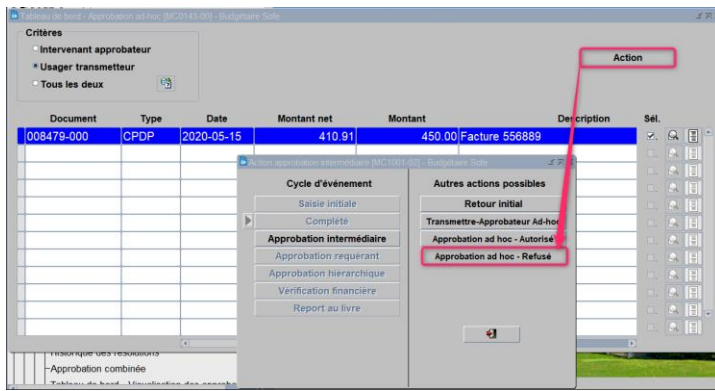 Tableau de bord - Approbation ad-hoc [MC0143-00] - Budgétaire Sofe
Critères
Intervenant approbateur
Usager transmetteur
Tous les deux
Action
Document Type Date Montant net Montant Description Sél.
008479-000 CPDP 2020-05-15 410.91 450.00 Facture 556889
Action approbation intermédiaire [MC1001-02] - Budgétaire Sofe
Cycle d'événement
Autres actions possibles
Saisie initiale
Retour initial
Complété
Transmettre-Approbateur Ad-hoc
Approbation intermédiaire
Approbation ad hoc - Autorisé
Approbation requérant
Approbation ad hoc - Refusé
Approbation hiérarchique
Vérification financière
Report au livre
Historique des résolutions
Approbation combinée
Tableau de bord - Visualisation des